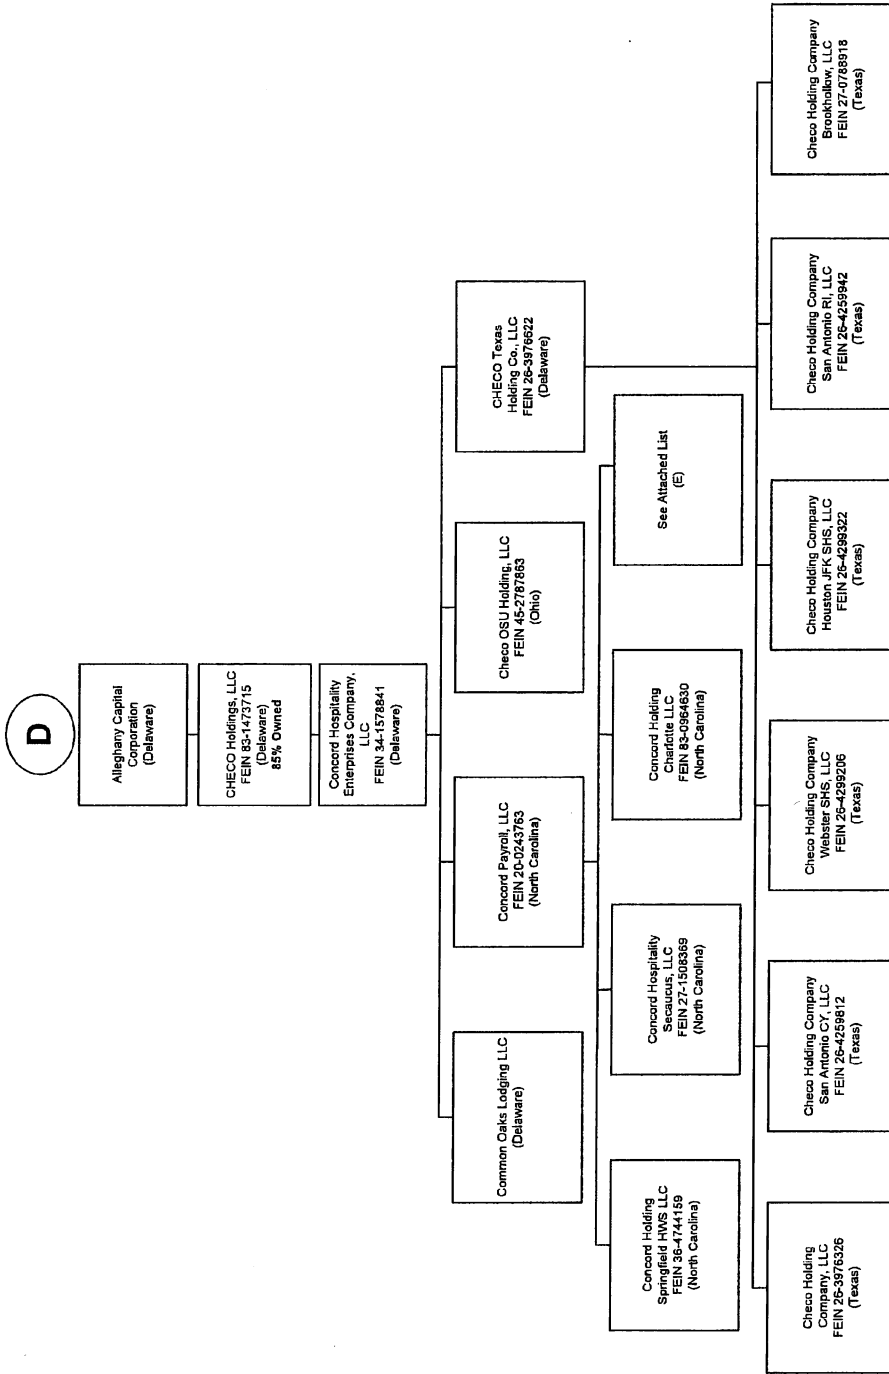 D
Alleghany Capital
Corporation
(Delaware)
CHECO Holdings, LLC
FEIN 83-1473715
(Delaware)
85% Owned
Concord Hospitality
Enterprises Company,
LLC
FEIN 34-1578841
(Delaware)
Common Oaks Lodging LLC
(Delaware)
Concord Payroll, LLC
FEIN 20-0243763
(North Carolina)
Checo OSU Holding, LLC
FEIN 45-2787863
(Ohio)
CHECO Texas
Holding Co., LLC
FEIN 26-3976622
(Delaware)
Concord Holding
Springfield HWS LLC
FEIN 36-4744159
(North Carolina)
Concord Hospitality
Secaucus, LLC
FEIN 27-1508369
(North Carolina)
Concord Holding
Charlotte LLC
FEIN 83-0964630
(North Carolina)
See Attached List
(E)
Checo Holding
Company, LLC
FEIN 26-3976326
(Texas)
Checo Holding Company
San Antonio CY, LLC
FEIN 26-4259812
(Texas)
Checo Holding Company
Webster SHS, LLC
FEIN 26-4299206
(Texas)
Checo Holding Company
Houston JFK SHS, LLC
FEIN 26-4299322
(Texas)
Checo Holding Company
San Antonio RI, LLC
FEIN 26-4259942
(Texas)
Checo Holding Company
Brookhollow, LLC
FEIN 27-0788918
(Texas)